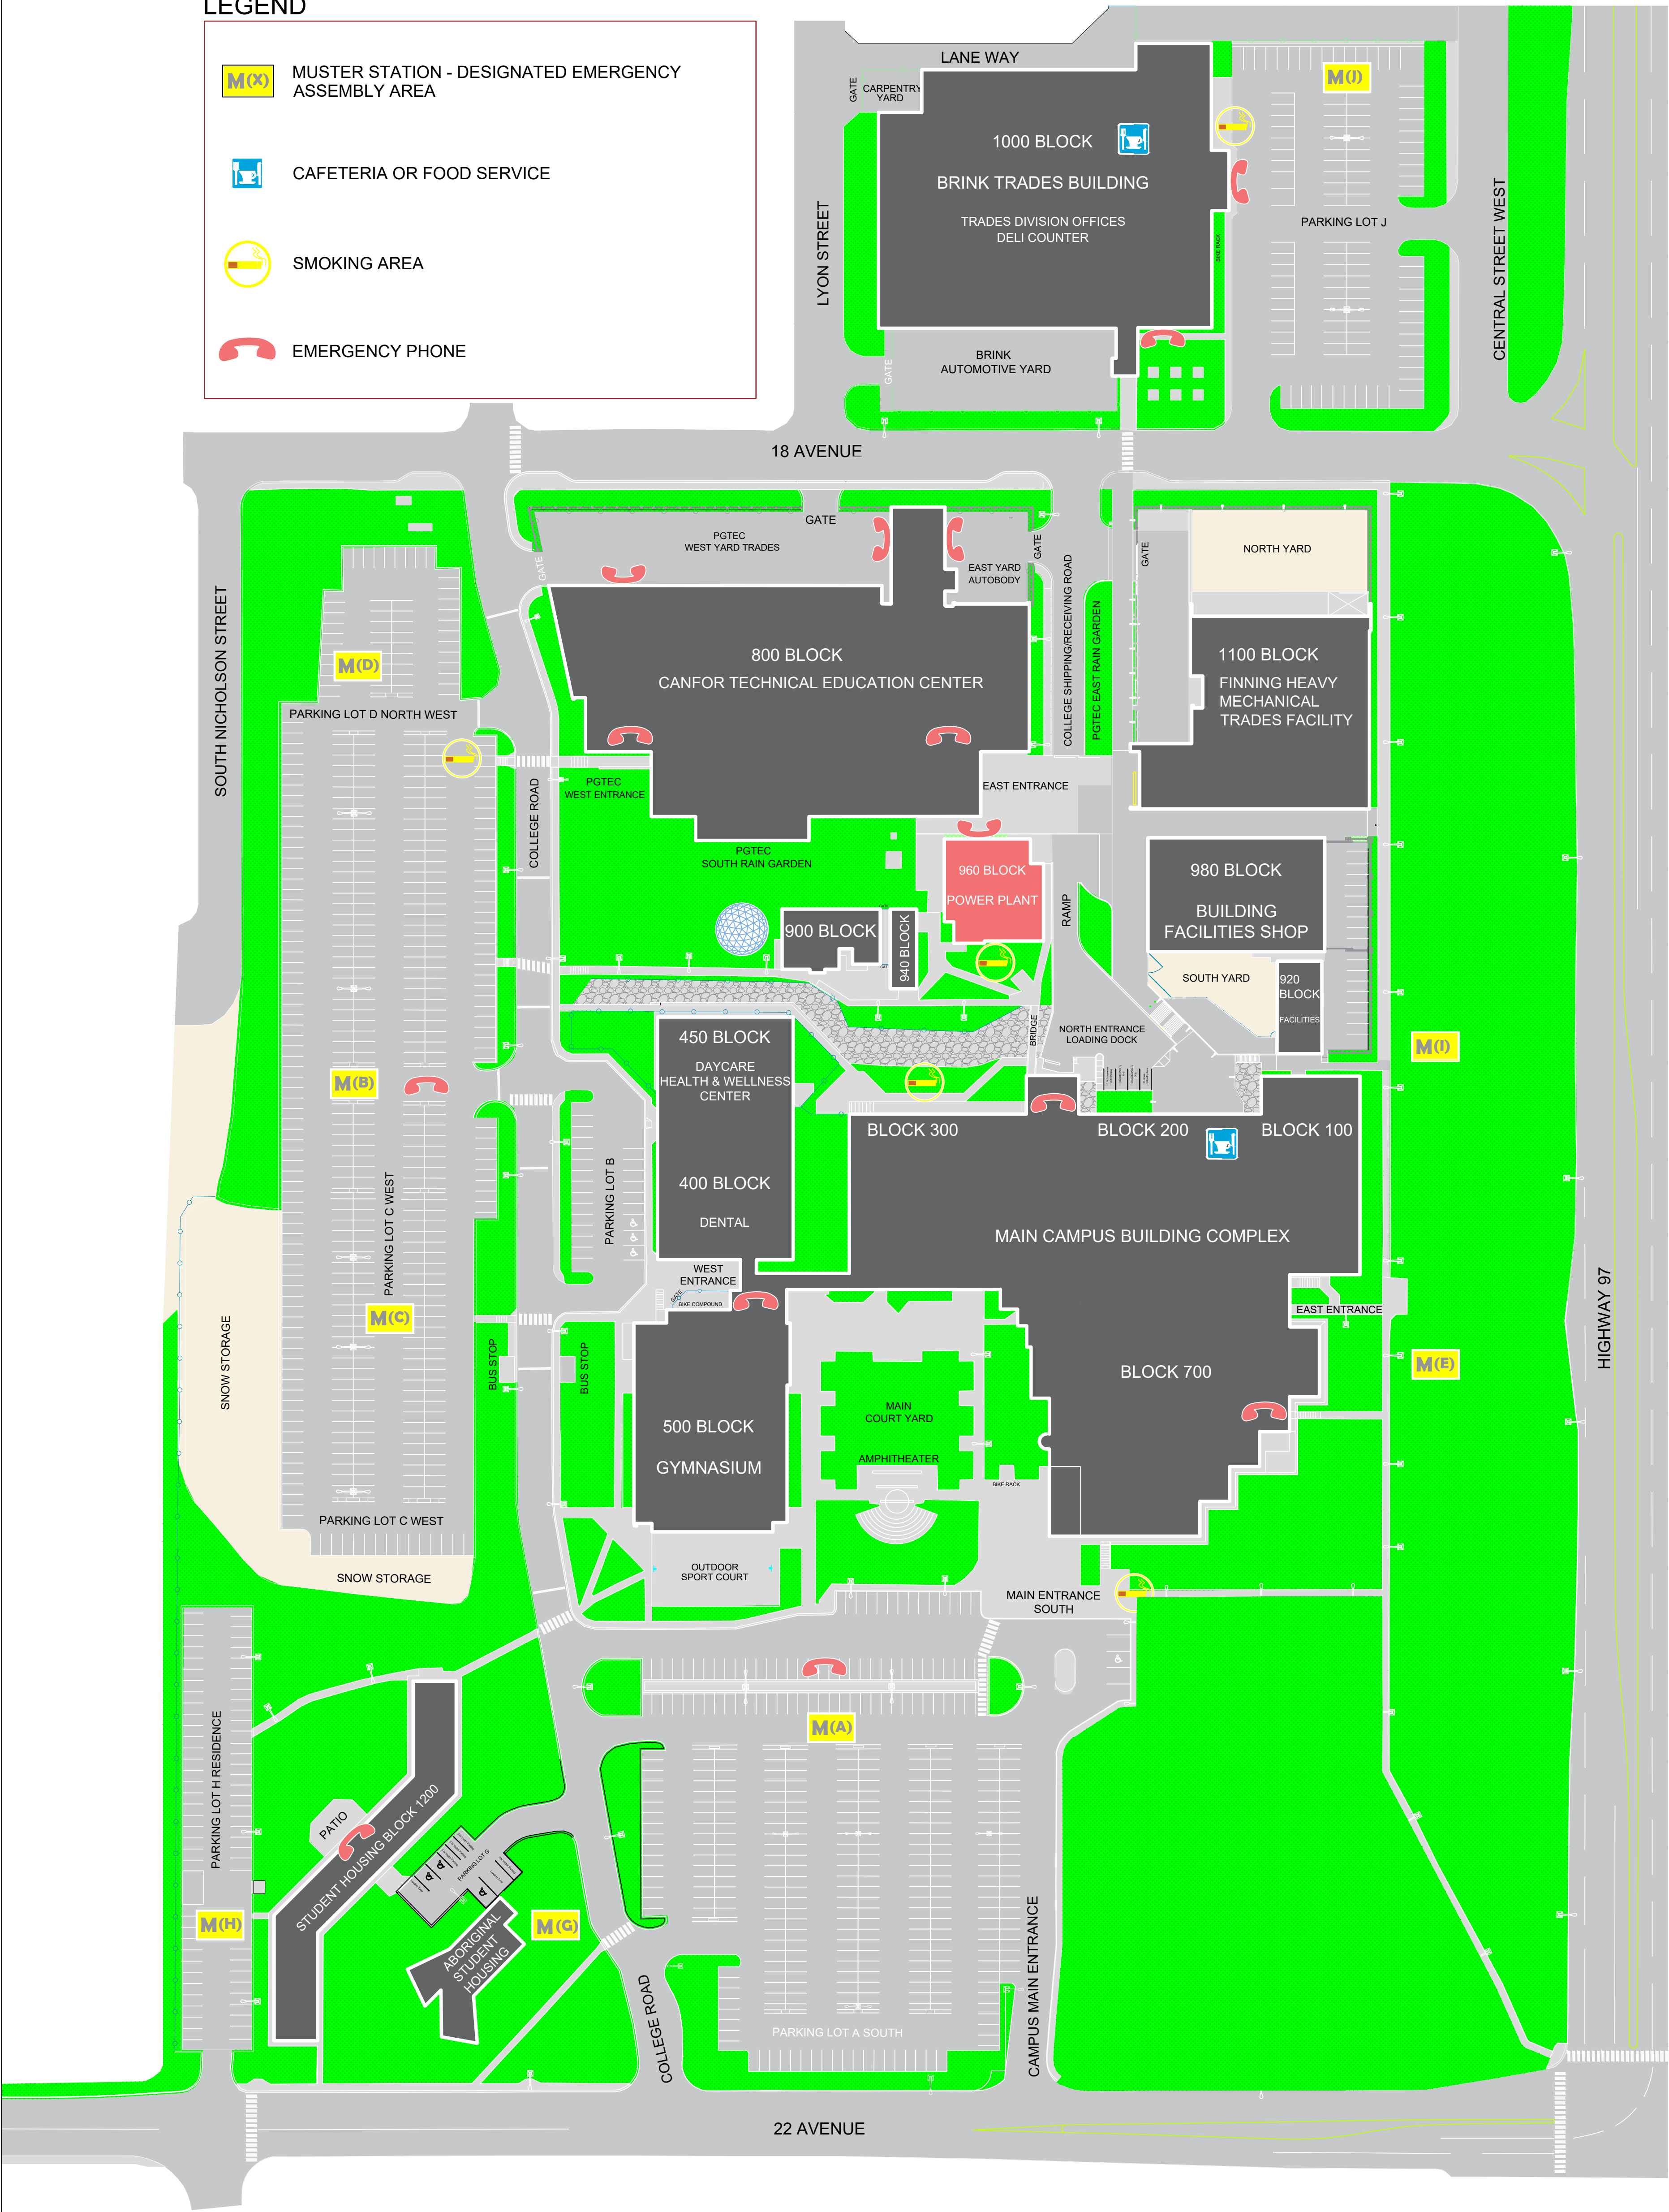 LEGEND
M(X)
MUSTER STATION - DESIGNATED EMERGENCY
ASSEMBLY AREA
CAFETERIA OR FOOD SERVICE
SMOKING AREA
EMERGENCY PHONE
LANE WAY
GATE
CARPENTRY
YARD
M(J)
1000 BLOCK
BRINK TRADES BUILDING
TRADES DIVISION OFFICES
DELI COUNTER
LYON STREET
BIKE RACK
PARKING LOT J
CENTRAL STREET WEST
BRINK
AUTOMOTIVE YARD
GATE
18 AVENUE
GATE
PGTEC
WEST YARD TRADES
GATE
EAST YARD
AUTOBODY
GATE
GATE
NORTH YARD
SOUTH NICHOLSON STREET
M(D)
PARKING LOT D NORTH WEST
800 BLOCK
CANFOR TECHNICAL EDUCATION CENTER
COLLEGE SHIPPING/RECEIVING ROAD
PGTEC EAST RAIN GARDEN
1100 BLOCK
FINNING HEAVY
MECHANICAL
TRADES FACILITY
COLLEGE ROAD
PGTEC
WEST ENTRANCE
EAST ENTRANCE
PGTEC
SOUTH RAIN GARDEN
960 BLOCK
POWER PLANT
RAMP
980 BLOCK
BUILDING
FACILITIES SHOP
900 BLOCK
940 BLOCK
SOUTH YARD
920
BLOCK
FACILITIES
BRIDGE
NORTH ENTRANCE
LOADING DOCK
M(I)
450 BLOCK
DAYCARE
HEALTH & WELLNESS
CENTER
M(B)
BLOCK 300
BLOCK 200
BLOCK 100
PARKING LOT B
400 BLOCK
DENTAL
PARKING LOT C WEST
MAIN CAMPUS BUILDING COMPLEX
WEST
ENTRANCE
GATE
BIKE COMPOUND
M(C)
EAST ENTRANCE
HIGHWAY 97
SNOW STORAGE
BUS STOP
BUS STOP
M(E)
BLOCK 700
MAIN
COURT YARD
500 BLOCK
GYMNASIUM
AMPHITHEATER
BIKE RACK
PARKING LOT C WEST
SNOW STORAGE
OUTDOOR
SPORT COURT
MAIN ENTRANCE
SOUTH
M(A)
PARKING LOT H RESIDENCE
PATIO
STUDENT HOUSING BLOCK 1200
PARKING LOT G
M(H)
M(G)
ABORIGINAL
STUDENT
HOUSING
COLLEGE ROAD
PARKING LOT A SOUTH
CAMPUS MAIN ENTRANCE
22 AVENUE